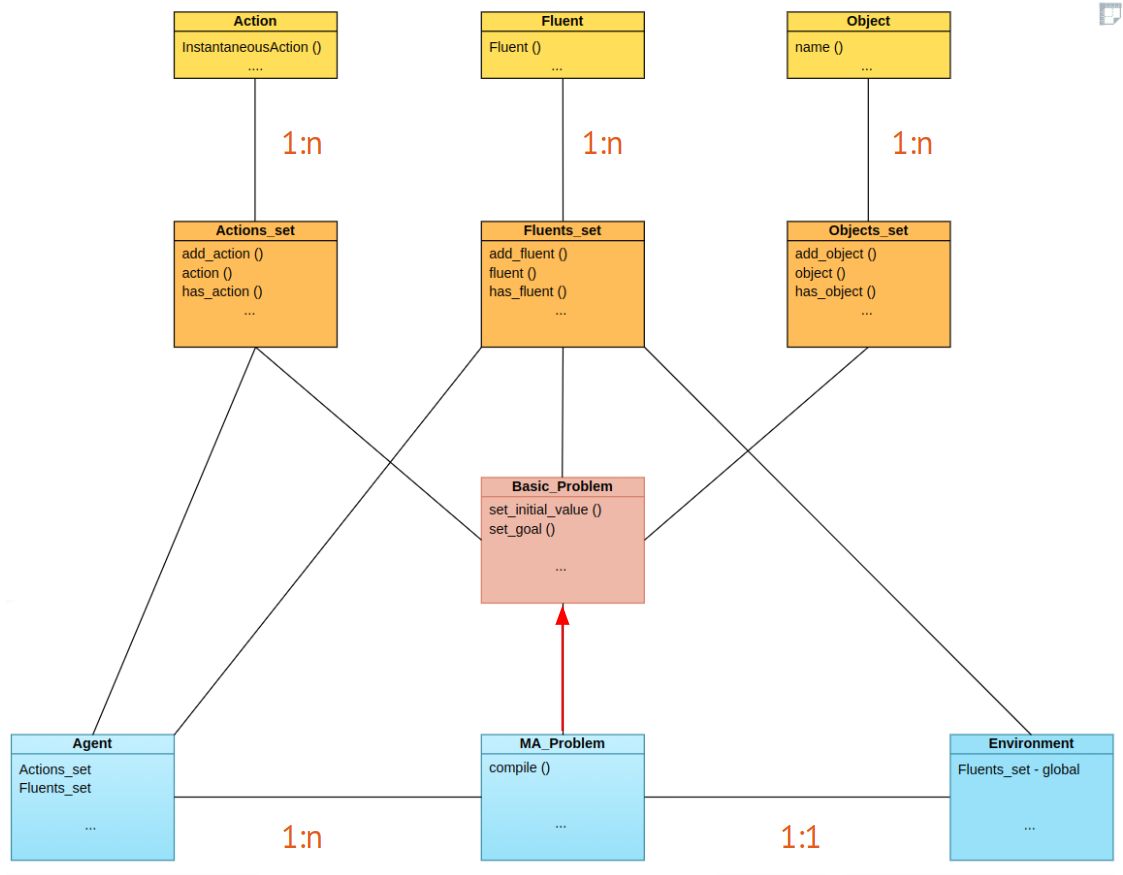 Action
InstantaneousAction ()
....
Fluent
Fluent ()
...
Object
name ()
...
1:n
1:n
1:n
Actions_set
add_action ()
action ()
has_action ()
...
Fluents_set
add_fluent ()
fluent ()
has_fluent ()
...
Objects_set
add_object ()
object ()
has_object ()
...
Basic_Problem
set_initial_value ()
set_goal ()
...
Agent
Actions_set
Fluents_set
...
MA_Problem
compile ()
...
Environment
Fluents_set - global
...
1:n
1:1